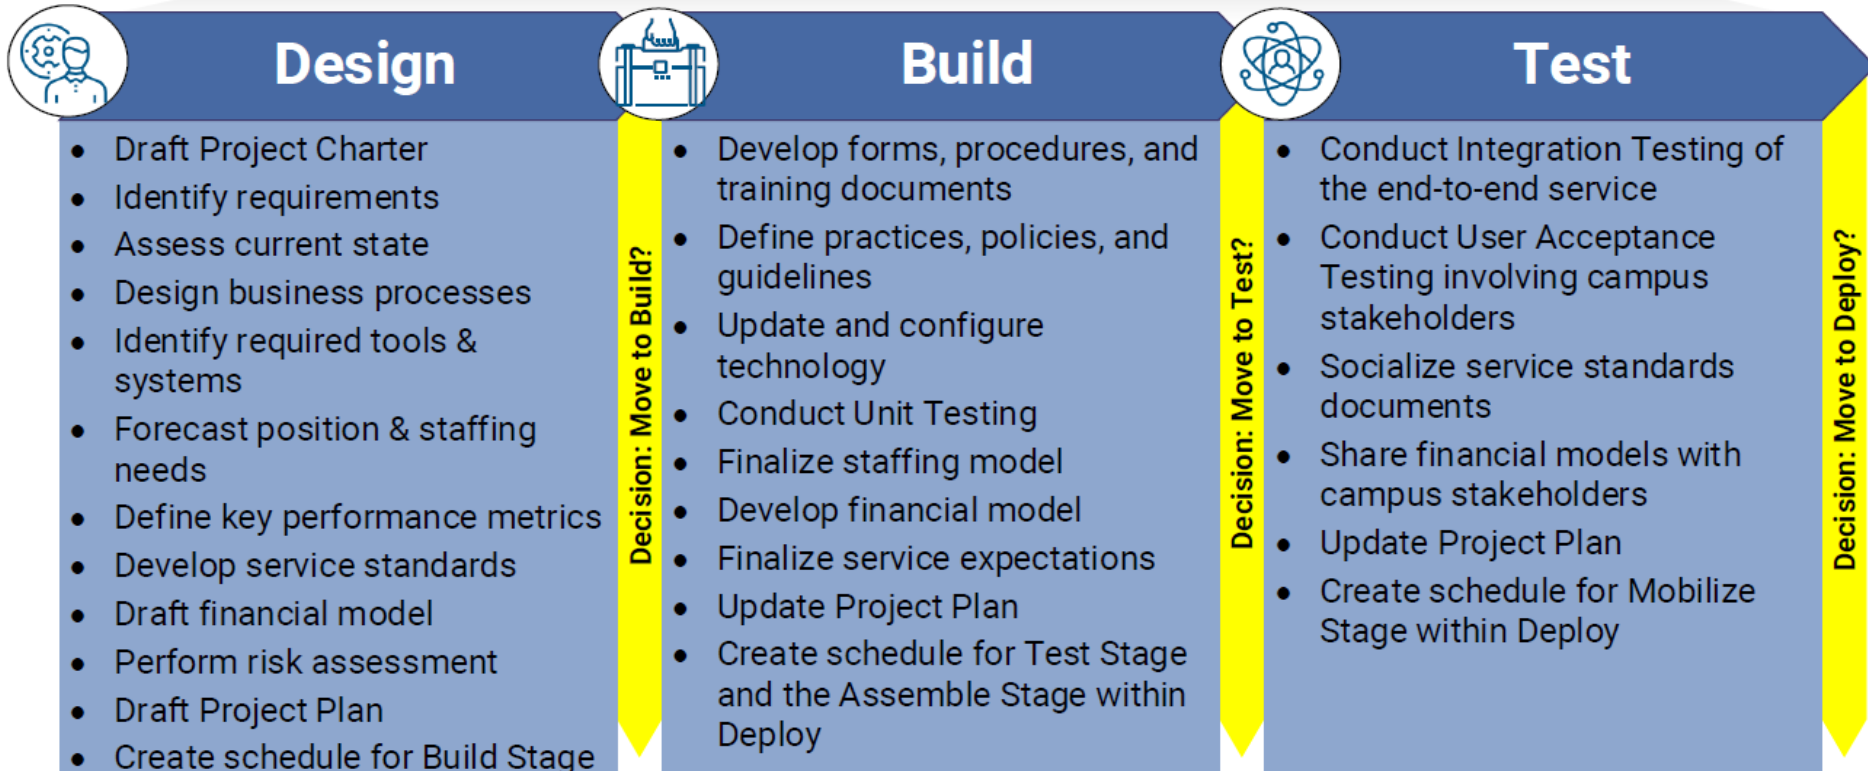 Design
• Draft Project Charter
• Identify requirements
• Assess current state
• Design business processes
• Identify required tools &
systems
• Forecast position & staffing
needs
• Define key performance metrics
• Develop service standards
• Draft financial model
• Perform risk assessment
• Draft Project Plan
• Create schedule for Build Stage
Decision: Move to Build?
Build
• Develop forms, procedures, and
training documents
• Define practices, policies, and
guidelines
• Update and configure
technology
• Conduct Unit Testing
• Finalize staffing model
• Develop financial model
• Finalize service expectations
• Update Project Plan
• Create schedule for Test Stage
and the Assemble Stage within
Deploy
Decision: Move to Test?
Test
• Conduct Integration Testing of
the end-to-end service
• Conduct User Acceptance
Testing involving campus
stakeholders
• Socialize service standards
documents
• Share financial models with
campus stakeholders
• Update Project Plan
• Create schedule for Mobilize
Stage within Deploy
Decision: Move to Deploy?